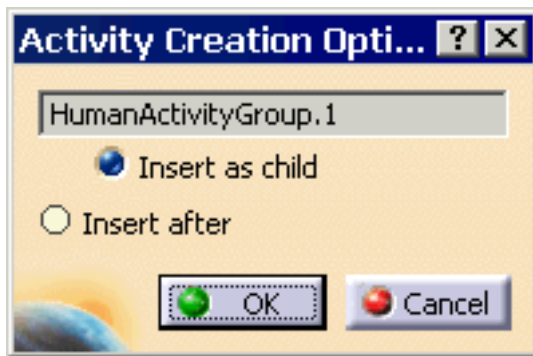 Activity Creation Opti...
HumanActivityGroup.1
Insert as child
Insert after
OK Cancel